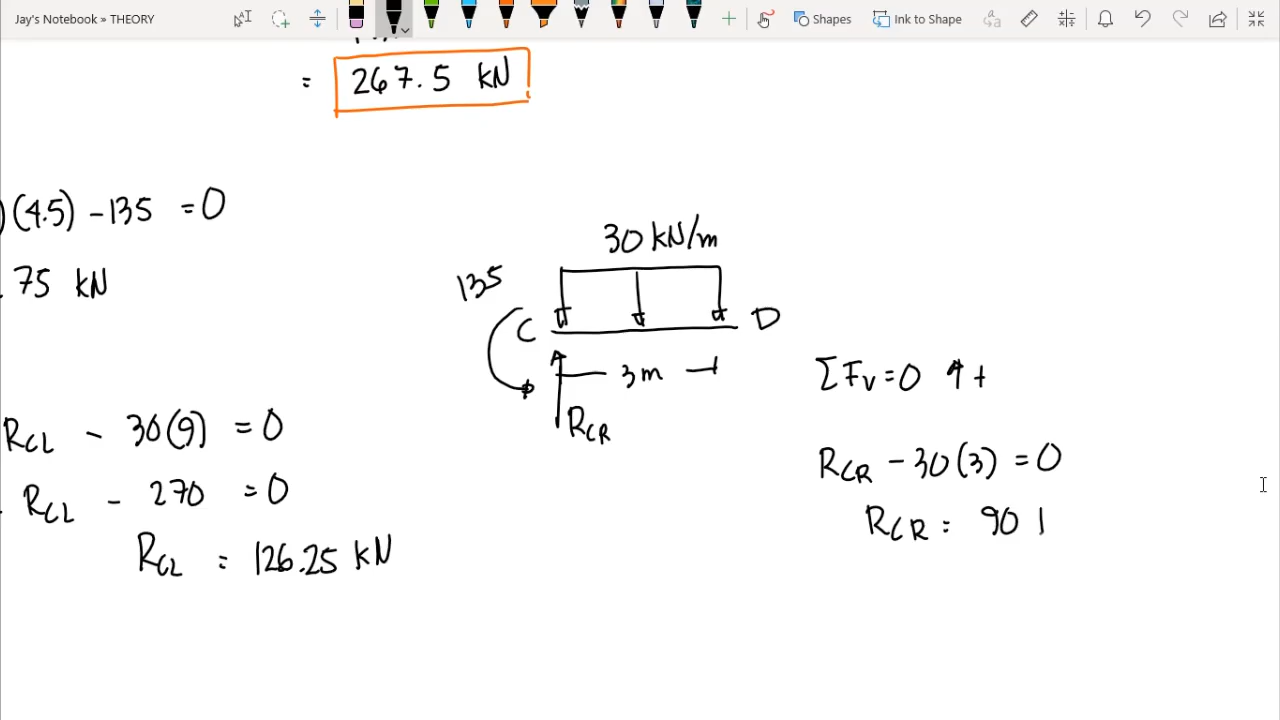 Jay's Notebook » THEORY
Shapes
Ink to Shape
= 267.5 kN
)(4.5) - 135 = 0
. 75 kN
RCL - 30(9) = 0
RCL - 270 = 0
RCL = 126.25 kN
30 kN/m
135
C
D
3m
RCR
ΣFv = 0 ↑ +
RCR - 30(3) = 0
RCR = 90